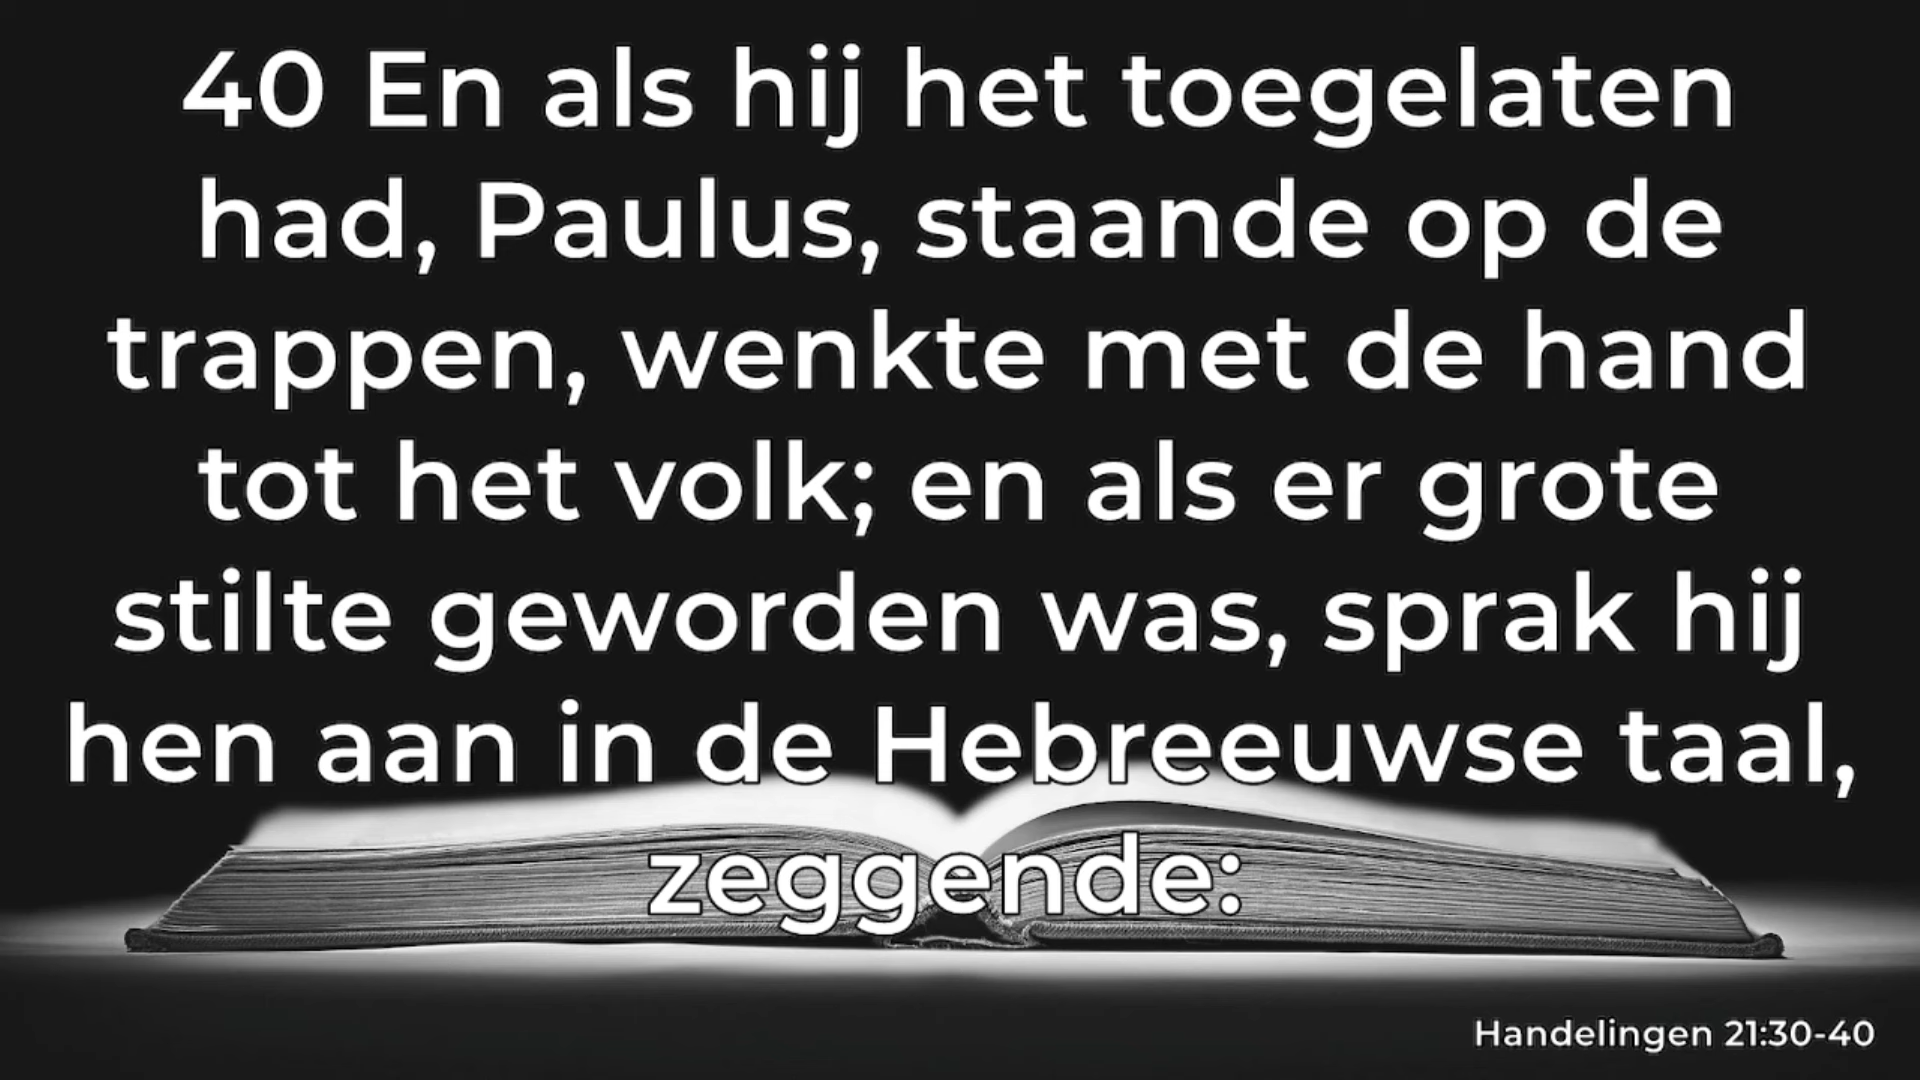 40 En als hij het toegelaten
had, Paulus, staande op de
trappen, wenkte met de hand
tot het volk; en als er grote
stilte geworden was, sprak hij
hen aan in de Hebreeuwse taal,
zeggende:
Handelingen 21:30-40